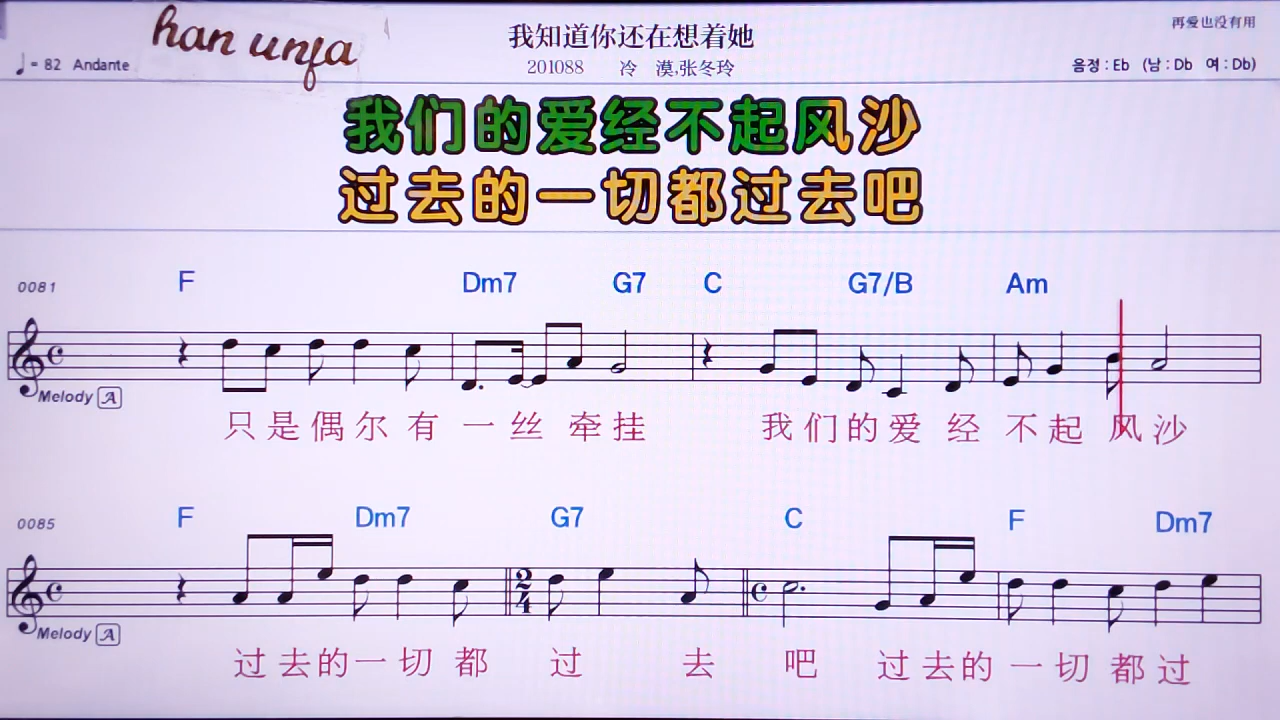 han unfa
我知道你还在想着她
再爱也没有用
♩= 82 Andante
201088 冷 漠,张冬玲
음정 : Eb (남 : Db 여 : Db)
我们的爱经不起风沙
过去的一切都过去吧
0081 F Dm7 G7 C G7/B Am
Melody A
只是偶尔有一丝牵挂 我们的爱经不起风沙
0085 F Dm7 G7 C F Dm7
2/4
Melody A
过去的一切都过去吧 过去的一切都过